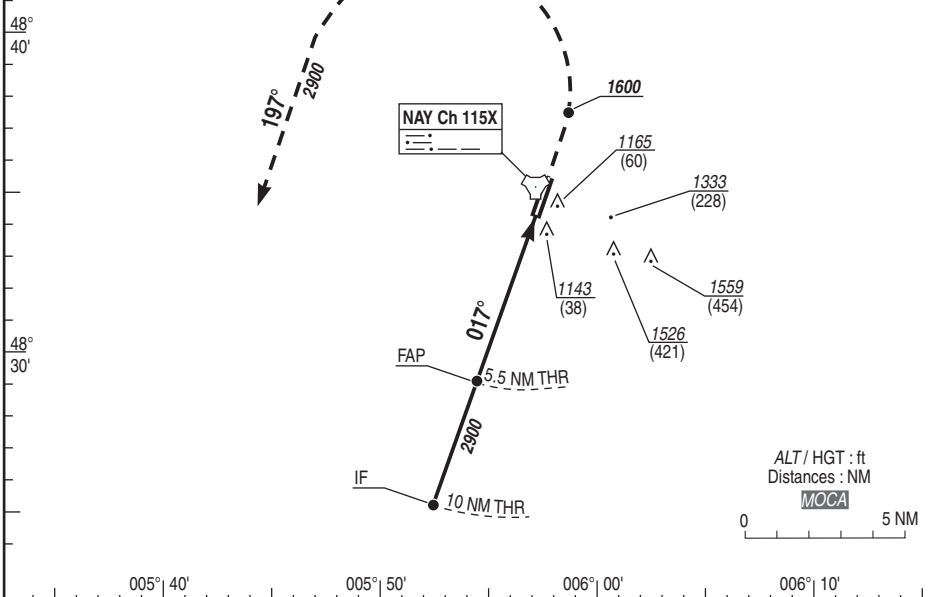 48°
40'
197°
2900
NAY Ch 115X
1600
1165
(60)
1333
(228)
1143
(38)
1559
(454)
1526
(421)
017°
48°
30'
FAP
5.5 NM THR
2900
IF
10 NM THR
ALT / HGT : ft
Distances : NM
MOCA
0 5 NM
005° 40' 005° 50' 006° 00' 006° 10'